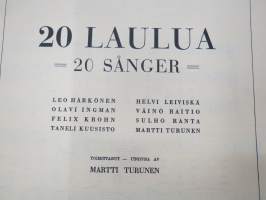 20 LAULUA
20 SÅNGER
LEO HÄRKÖNEN
OLAVI INGMAN
FELIX KROHN
TANELI KUUSISTO
HELVI LEIVISKÄ
VÄINÖ RAITIO
SULHO RANTA
MARTTI TURUNEN
TOIMITTANUT — UTGIVNA AV
MARTTI TURUNEN